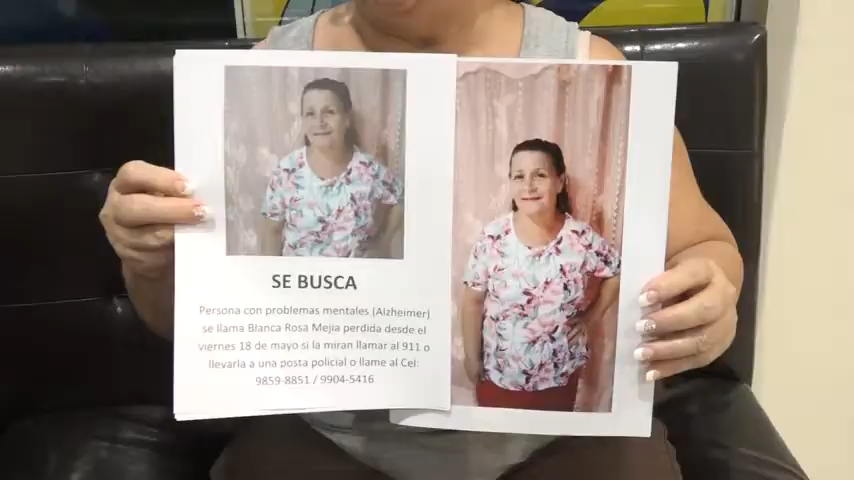 SE BUSCA
Persona con problemas mentales (Alzheimer)
se llama Blanca Rosa Mejia perdida desde el
viernes 18 de mayo si la miran llamar al 911 o
llevarla a una posta policial o llame al Cel:
9859-8851 / 9904-5416